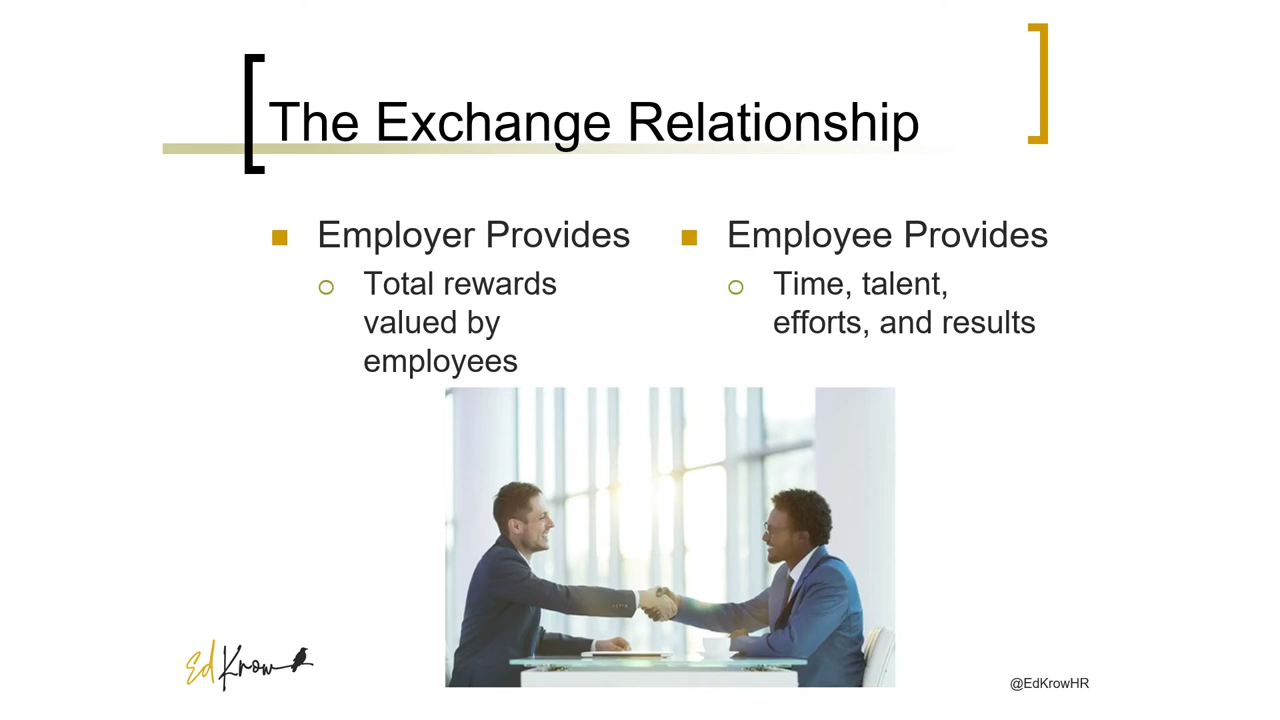 The Exchange Relationship
Employer Provides
Total rewards
valued by
employees
Employee Provides
Time, talent,
efforts, and results
Ed Krow
@EdKrowHR